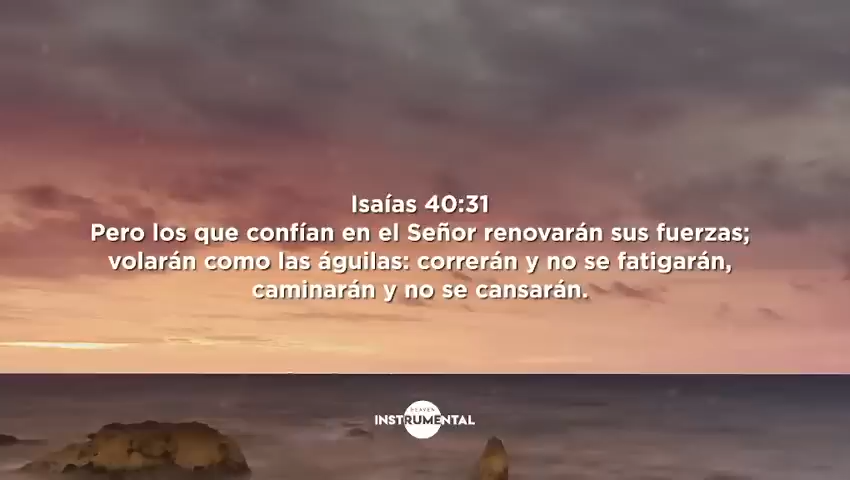 Isaías 40:31
Pero los que confían en el Señor renovarán sus fuerzas;
volarán como las águilas: correrán y no se fatigarán,
caminarán y no se cansarán.
HEAVEN
INSTRUMENTAL